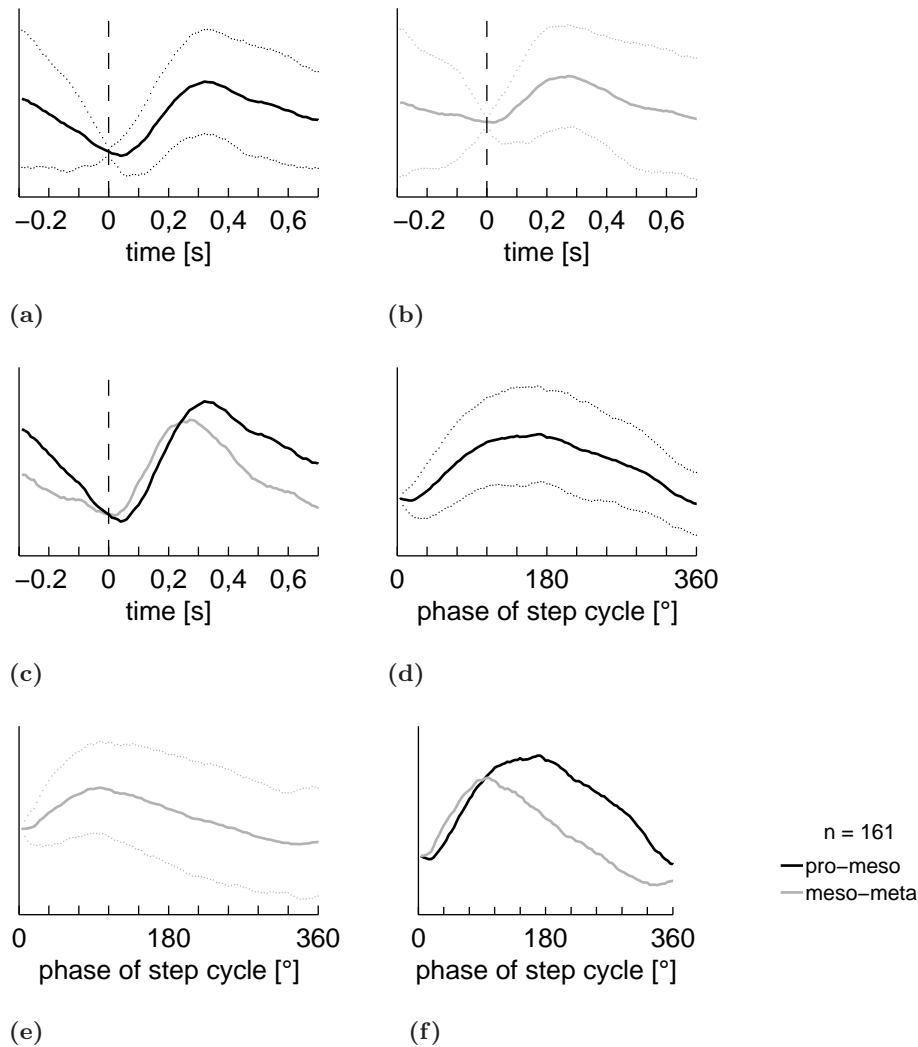 −0.2 0 0,2 0,4 0,6
time [s]
(a)
−0.2 0 0,2 0,4 0,6
time [s]
(b)
−0.2 0 0,2 0,4 0,6
time [s]
(c)
0 180 360
phase of step cycle [°]
(d)
0 180 360
phase of step cycle [°]
(e)
0 180 360
phase of step cycle [°]
(f)
n = 161
pro−meso
meso−meta